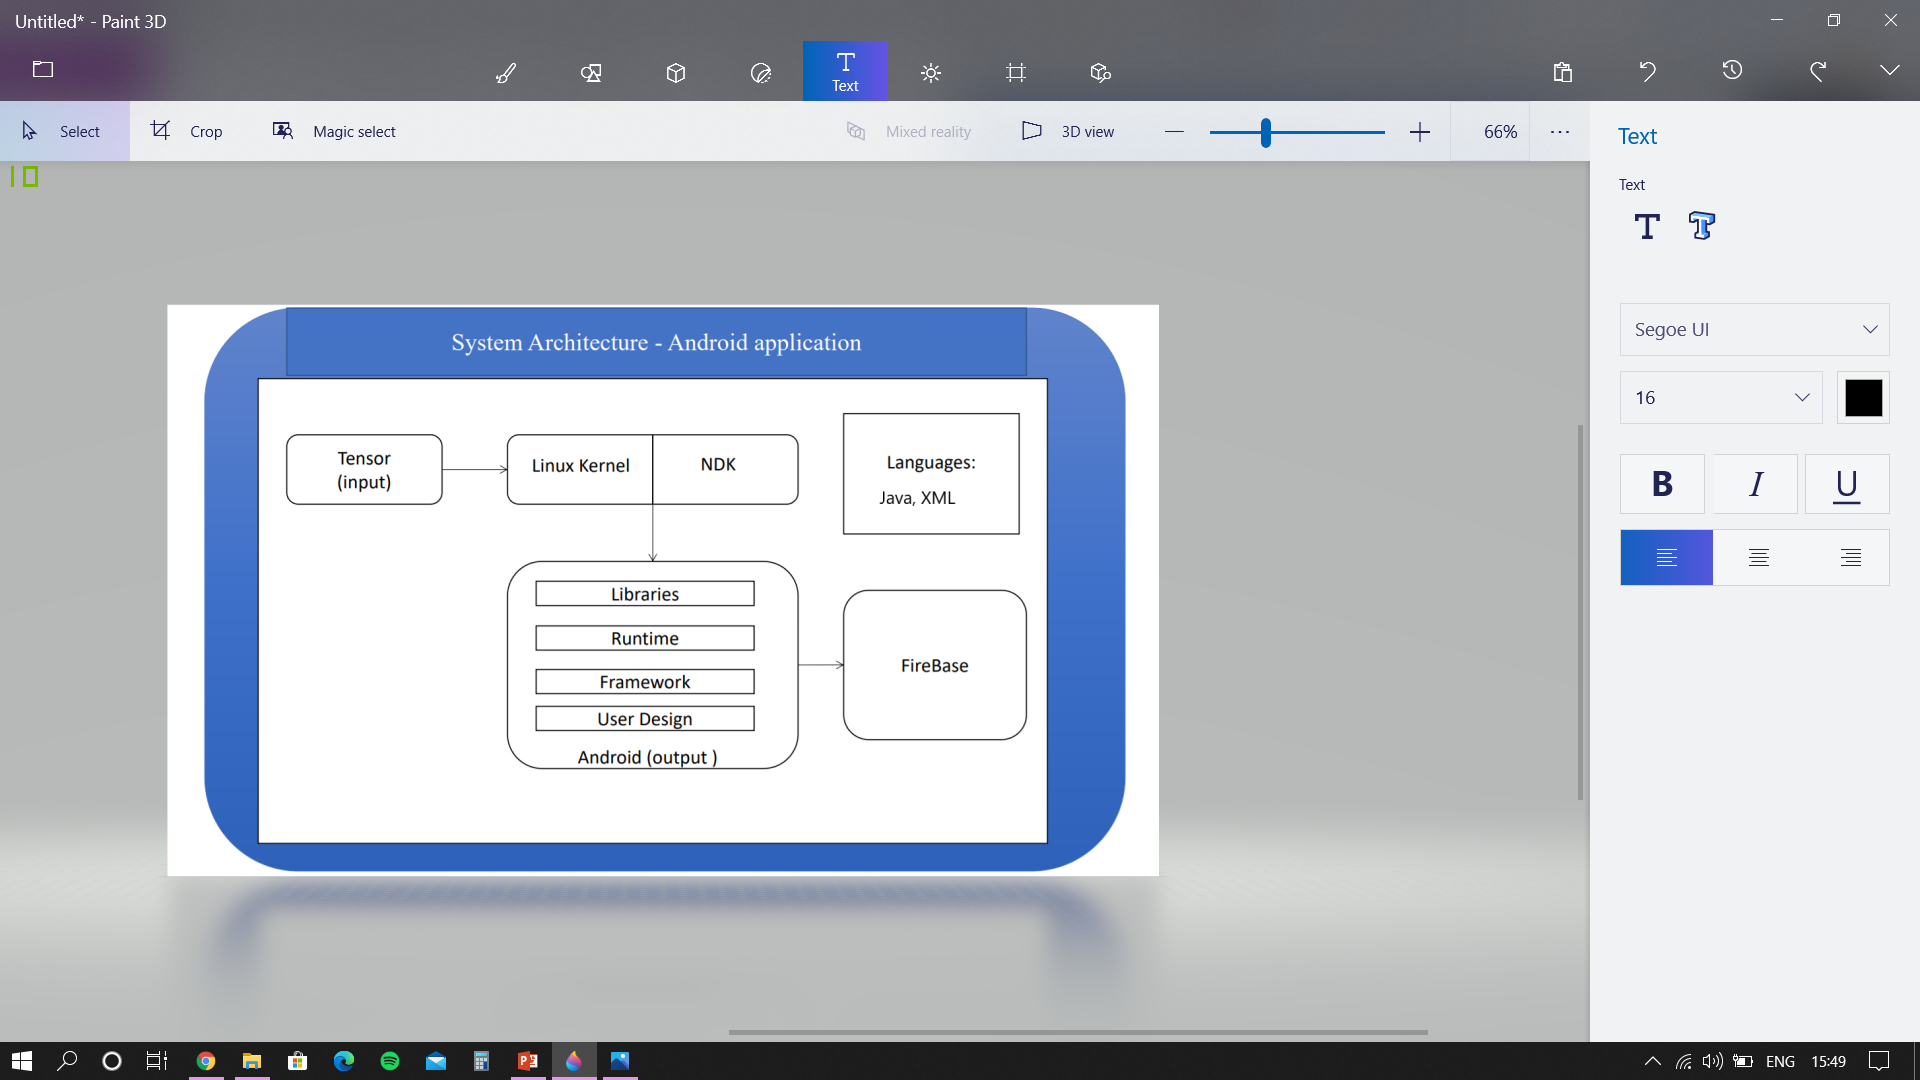 Untitled* - Paint 3D
Text
Select
Crop
Magic select
Mixed reality
3D view
66%
10
Text
Text
Segoe UI
16
B
I
U
System Architecture - Android application
Tensor
(input)
Linux Kernel
NDK
Languages:
Java, XML
Libraries
Runtime
Framework
User Design
Android (output )
FireBase
ENG
15:49